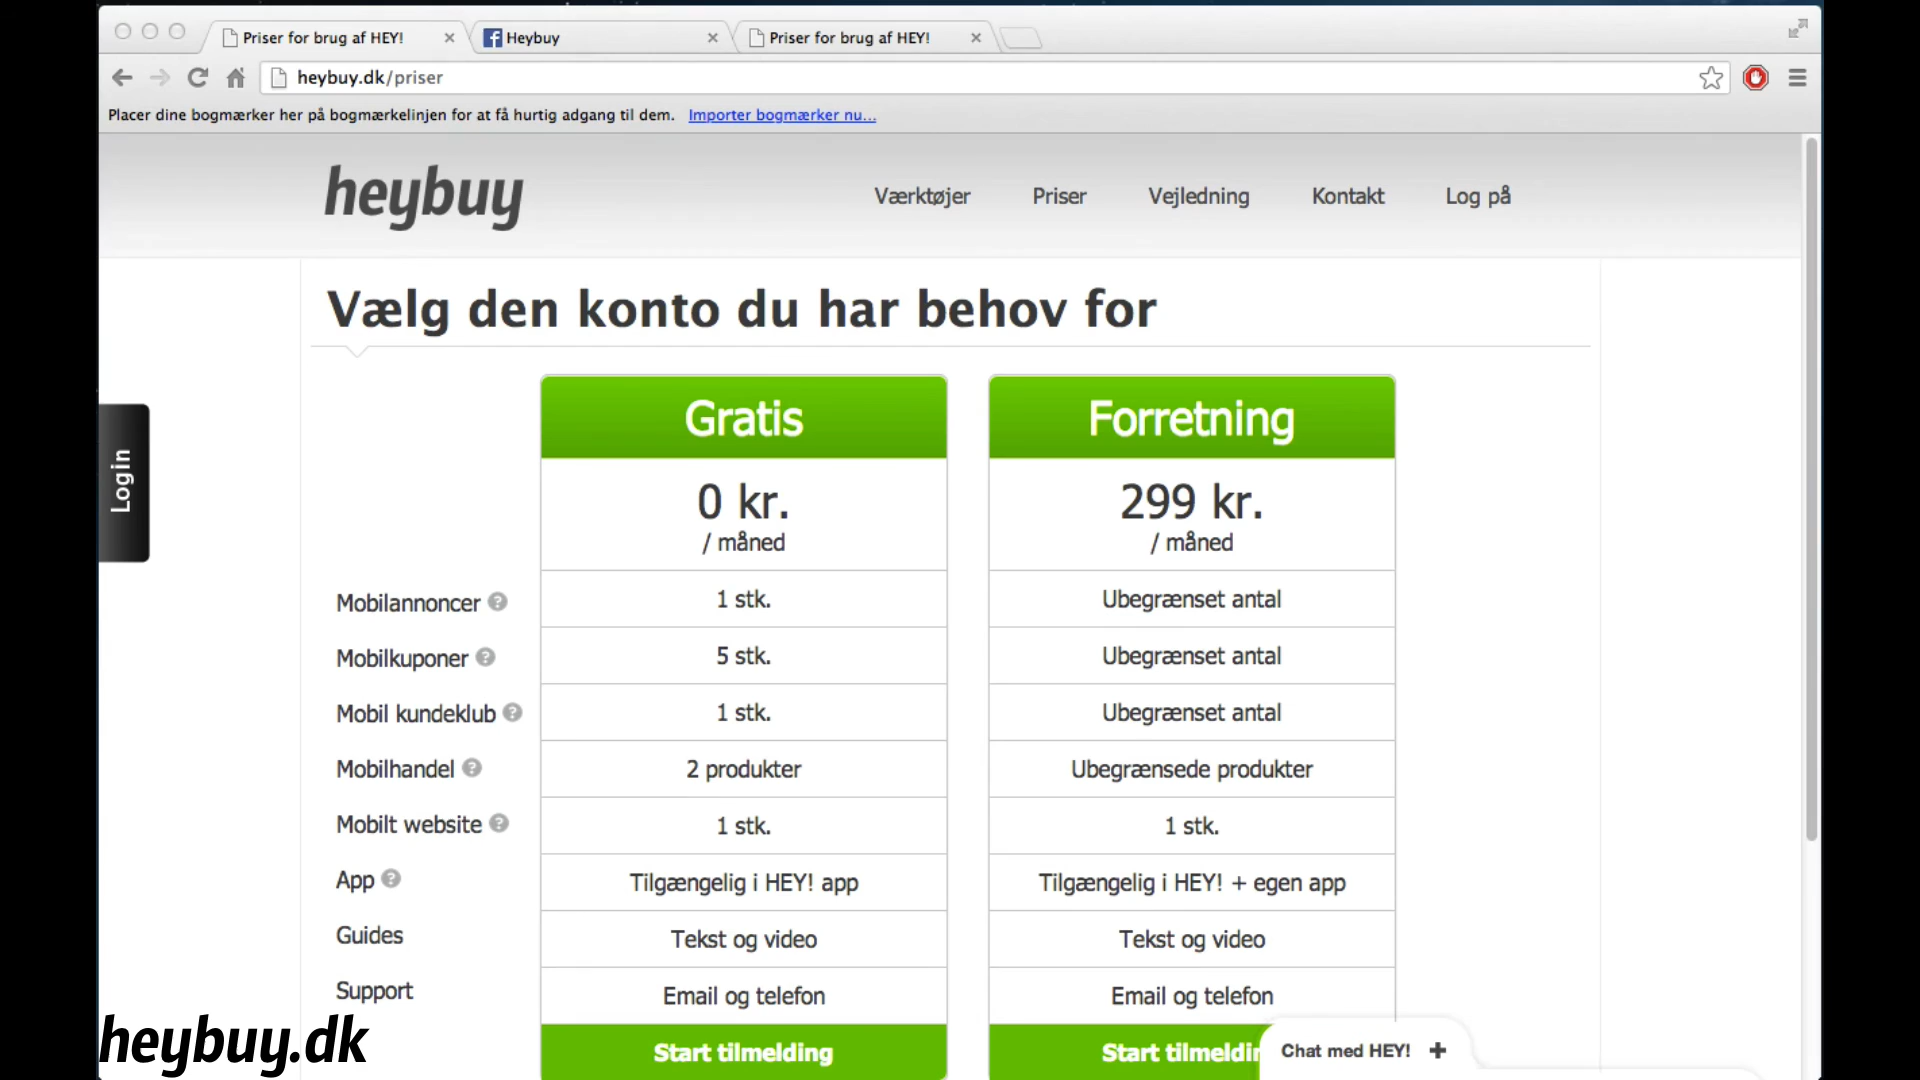 Priser for brug af HEY! Heybuy Priser for brug af HEY!
heybuy.dk/priser
Placer dine bogmærker her på bogmærkelinjen for at få hurtig adgang til dem. Importer bogmærker nu...
heybuy Værktøjer Priser Vejledning Kontakt Log på
Vælg den konto du har behov for
Login
Gratis Forretning
0 kr. 299 kr.
/ måned / måned
Mobilannoncer ? 1 stk. Ubegrænset antal
Mobilkuponer ? 5 stk. Ubegrænset antal
Mobil kundeklub ? 1 stk. Ubegrænset antal
Mobilhandel ? 2 produkter Ubegrænsede produkter
Mobilt website ? 1 stk. 1 stk.
App ? Tilgængelig i HEY! app Tilgængelig i HEY! + egen app
Guides Tekst og video Tekst og video
Support Email og telefon Email og telefon
Start tilmelding Start tilmeldin
Chat med HEY! +
heybuy.dk